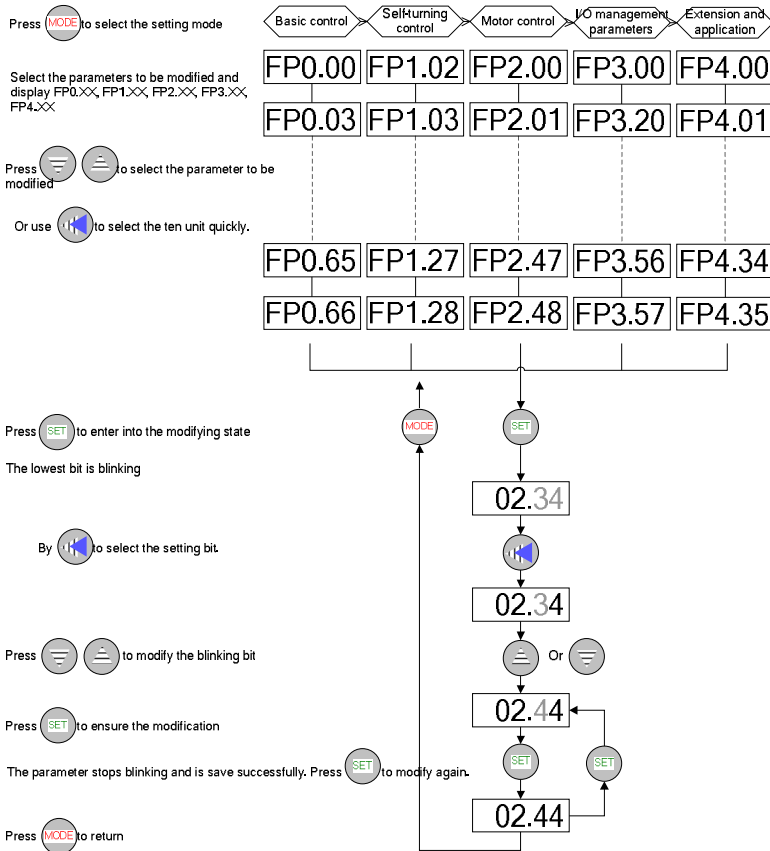 Press MODE to select the setting mode
Basic control
Self-turning
control
Motor control
I/O management
parameters
Extension and
application
Select the parameters to be modified and
display FP0.XX, FP1.XX, FP2.XX, FP3.XX,
FP4.XX
FP0.00 FP1.02 FP2.00 FP3.00 FP4.00
FP0.03 FP1.03 FP2.01 FP3.20 FP4.01
Press to select the parameter to be
modified
Or use to select the ten unit quickly.
FP0.65 FP1.27 FP2.47 FP3.56 FP4.34
FP0.66 FP1.28 FP2.48 FP3.57 FP4.35
Press SET to enter into the modifying state
MODE
SET
The lowest bit is blinking
02.34
By to select the setting bit.
02.34
Press to modify the blinking bit
Or
02.44
Press SET to ensure the modification
SET
SET
The parameter stops blinking and is save successfully. Press SET to modify again.
02.44
Press MODE to return